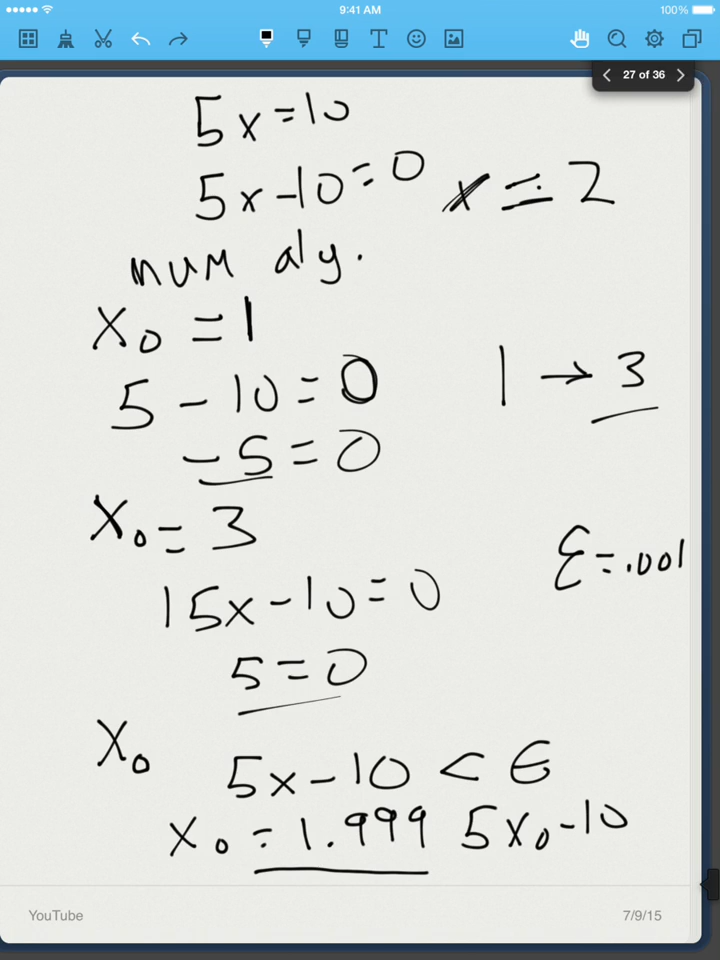 9:41 AM
100%
27 of 36
5x=10
5x-10=0 x=2
num aly.
x₀=1
5-10=0 1→3
-5=0
x₀=3
ε=.001
15x-10=0
5=0
x₀
5x-10<ϵ
x₀=1.999 5x₀-10
YouTube
7/9/15